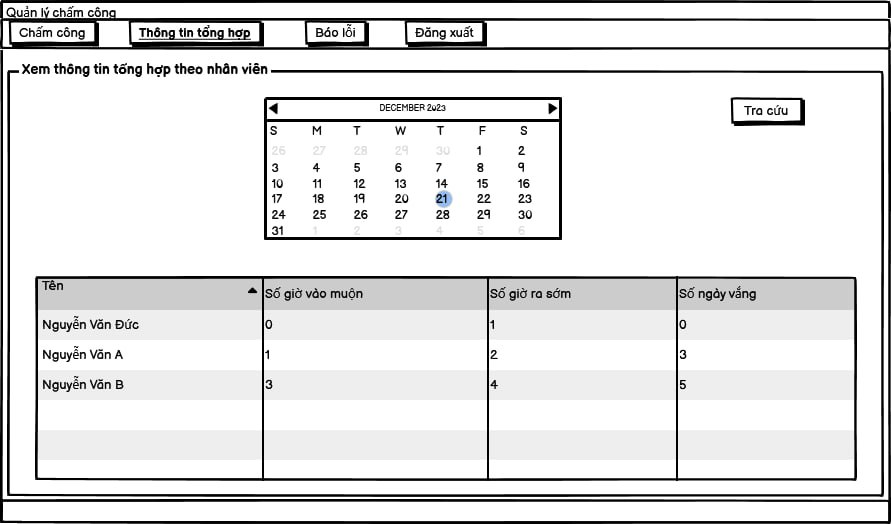 Quản lý chấm công
Chấm công Thông tin tổng hợp Báo lỗi Đăng xuất
Xem thông tin tổng hợp theo nhân viên
DECEMBER 2023
Tra cứu
S M T W T F S
26 27 28 29 30 1 2
3 4 5 6 7 8 9
10 11 12 13 14 15 16
17 18 19 20 21 22 23
24 25 26 27 28 29 30
31 1 2 3 4 5 6
Tên Số giờ vào muộn Số giờ ra sớm Số ngày vắng
Nguyễn Văn Đức 0 1 0
Nguyễn Văn A 1 2 3
Nguyễn Văn B 3 4 5